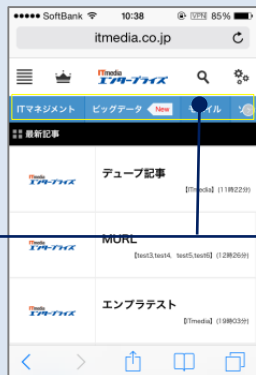 SoftBank 10:38 VPN 85%
itmedia.co.jp
ITmedia
エンタープライズ
ITマネジメント ビッグデータ New モバイル ソ
最新記事
ITmedia
エンタープライズ
デューブ記事
[ITmedia] (11時22分)
ITmedia
エンタープライズ
MURL
[test3,test4, test5,test6] (12時26分)
ITmedia
エンタープライズ
エンプラテスト
[ITmedia] (19時03分)